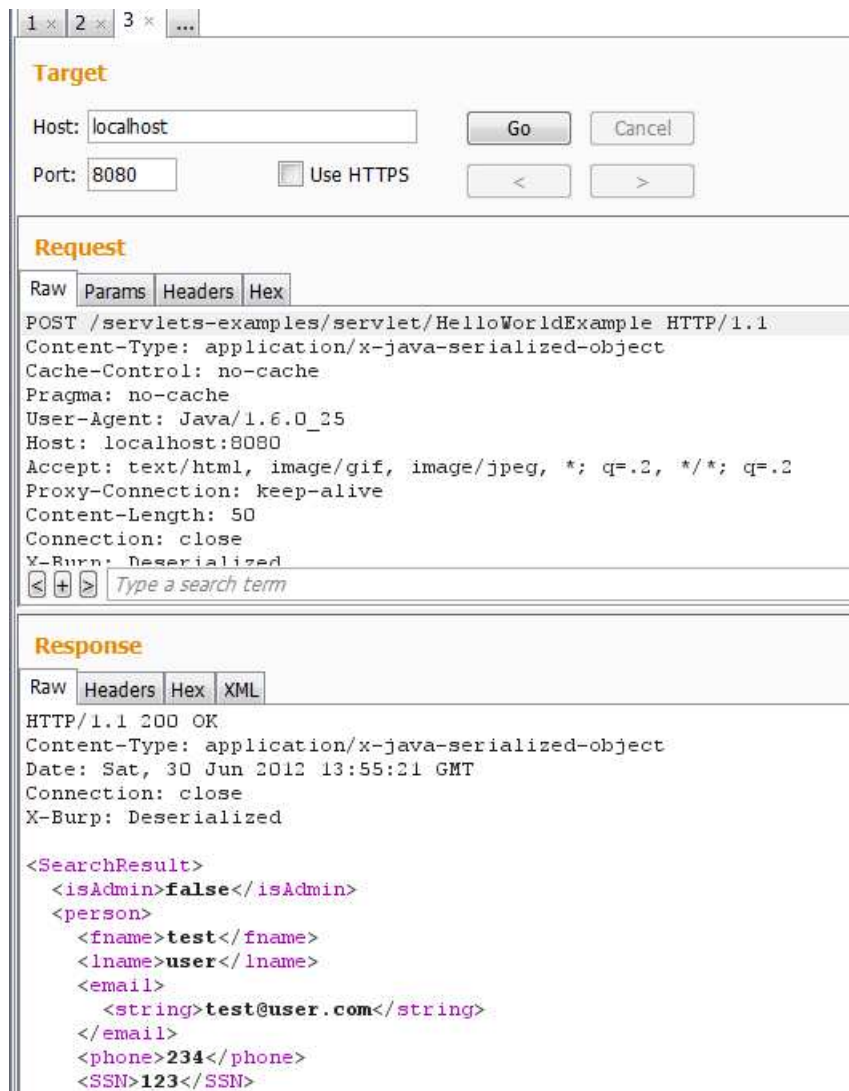 1 × 2 × 3 × ...
Target
Host: localhost Go Cancel
Port: 8080 Use HTTPS < >
Request
Raw Params Headers Hex
POST /servlets-examples/servlet/HelloWorldExample HTTP/1.1
Content-Type: application/x-java-serialized-object
Cache-Control: no-cache
Pragma: no-cache
User-Agent: Java/1.6.0_25
Host: localhost:8080
Accept: text/html, image/gif, image/jpeg, *; q=.2, */*; q=.2
Proxy-Connection: keep-alive
Content-Length: 50
Connection: close
X-Burp: Deserialized
< + > Type a search term
Response
Raw Headers Hex XML
HTTP/1.1 200 OK
Content-Type: application/x-java-serialized-object
Date: Sat, 30 Jun 2012 13:55:21 GMT
Connection: close
X-Burp: Deserialized
<SearchResult>
<isAdmin>false</isAdmin>
<person>
<fname>test</fname>
<lname>user</lname>
<email>
<string>test@user.com</string>
</email>
<phone>234</phone>
<SSN>123</SSN>